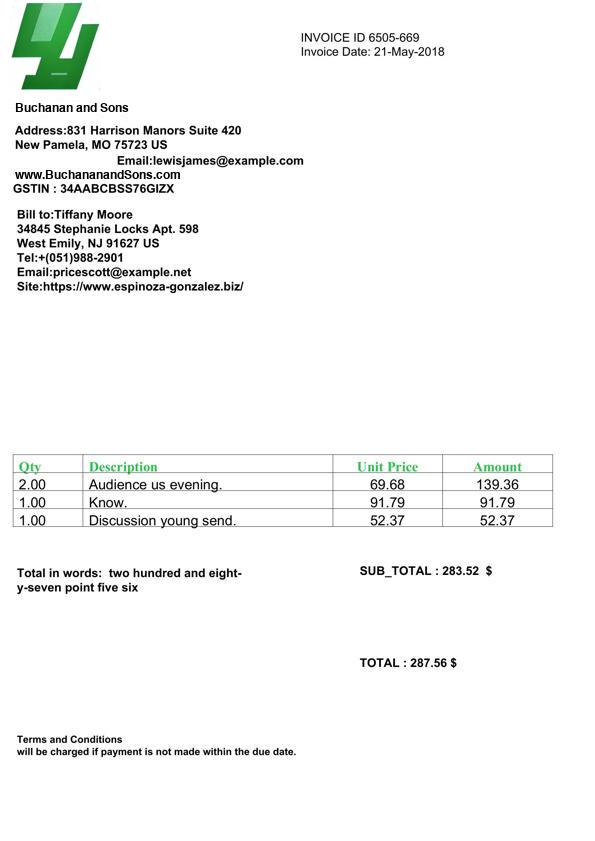 INVOICE ID 6505-669
Invoice Date: 21-May-2018
Buchanan and Sons
Address:831 Harrison Manors Suite 420
New Pamela, MO 75723 US
Email:lewisjames@example.com
www.BuchananandSons.com
GSTIN : 34AABCBSS76GIZX
Bill to:Tiffany Moore
34845 Stephanie Locks Apt. 598
West Emily, NJ 91627 US
Tel:+(051)988-2901
Email:pricescott@example.net
Site:https://www.espinoza-gonzalez.biz/
Qty Description Unit Price Amount
2.00 Audience us evening. 69.68 139.36
1.00 Know. 91.79 91.79
1.00 Discussion young send. 52.37 52.37
Total in words: two hundred and eight-
y-seven point five six
SUB_TOTAL : 283.52 $
TOTAL : 287.56 $
Terms and Conditions
will be charged if payment is not made within the due date.